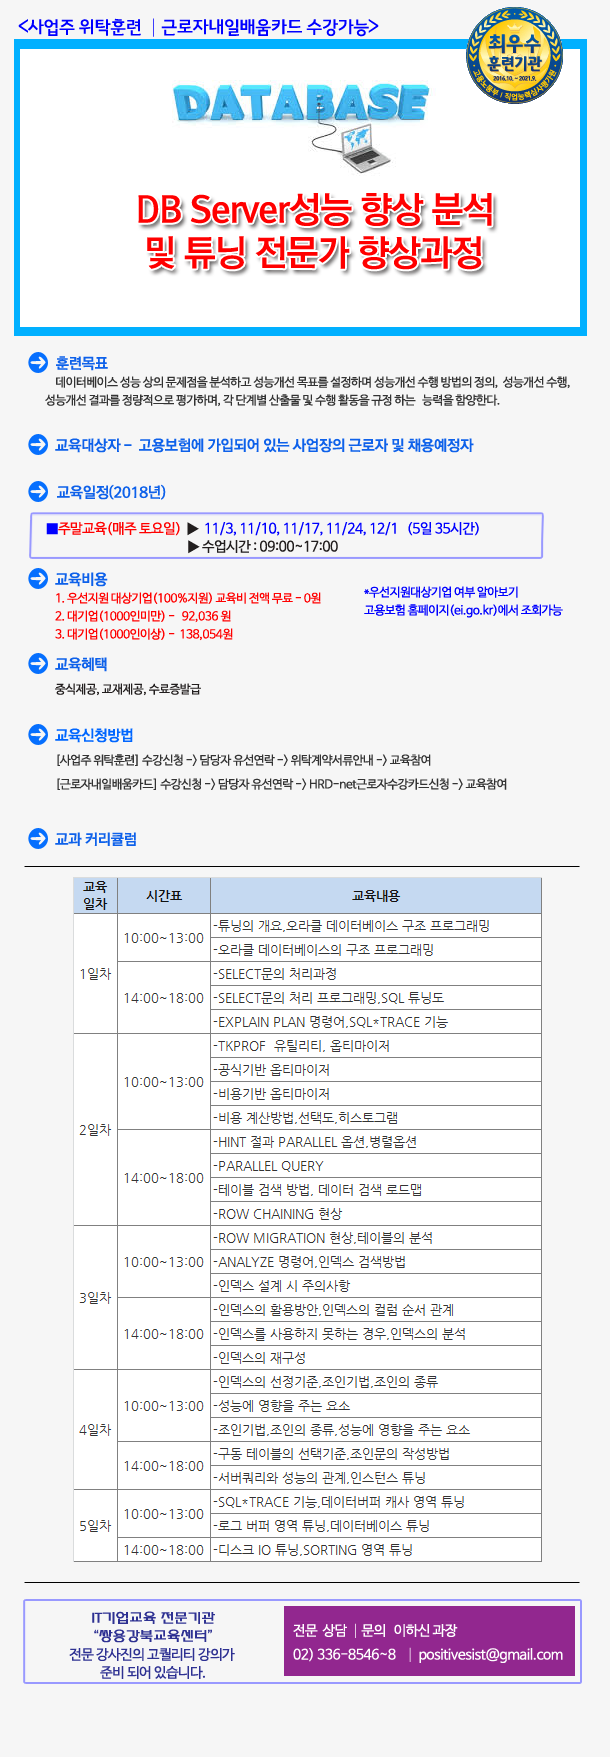 <사업주 위탁훈련 │근로자내일배움카드 수강가능>
최우수
훈련기관
2016.10. ~ 2021.9.
고용노동부 | 직업능력심사평가원
DATABASE
DB Server성능 향상 분석
및 튜닝 전문가 향상과정
훈련목표
데이터베이스 성능 상의 문제점을 분석하고 성능개선 목표를 설정하며 성능개선 수행 방법의 정의, 성능개선 수행,
성능개선 결과를 정량적으로 평가하며, 각 단계별 산출물 및 수행 활동을 규정 하는 능력을 함양한다.
교육대상자 - 고용보험에 가입되어 있는 사업장의 근로자 및 채용예정자
교육일정(2018년)
■주말교육(매주 토요일) ▶ 11/3, 11/10, 11/17, 11/24, 12/1 (5일 35시간)
▶ 수업시간 : 09:00~17:00
교육비용
1. 우선지원 대상기업(100%지원) 교육비 전액 무료 - 0원
2. 대기업(1000인미만) - 92,036 원
3. 대기업(1000인이상) - 138,054원
*우선지원대상기업 여부 알아보기
고용보험 홈페이지(ei.go.kr)에서 조회가능
교육혜택
중식제공, 교재제공, 수료증발급
교육신청방법
[사업주 위탁훈련] 수강신청 -> 담당자 유선연락 -> 위탁계약서류안내 -> 교육참여
[근로자내일배움카드] 수강신청 -> 담당자 유선연락 -> HRD-net근로자수강카드신청 -> 교육참여
교과 커리큘럼
교육 일차 시간표 교육내용
1일차
10:00~13:00
-튜닝의 개요,오라클 데이터베이스 구조 프로그래밍
-오라클 데이터베이스의 구조 프로그래밍
14:00~18:00
-SELECT문의 처리과정
-SELECT문의 처리 프로그래밍,SQL 튜닝도
-EXPLAIN PLAN 명령어,SQL*TRACE 기능
2일차
10:00~13:00
-TKPROF 유틸리티, 옵티마이저
-공식기반 옵티마이저
-비용기반 옵티마이저
-비용 계산방법,선택도,히스토그램
14:00~18:00
-HINT 절과 PARALLEL 옵션,병렬옵션
-PARALLEL QUERY
-테이블 검색 방법, 데이터 검색 로드맵
-ROW CHAINING 현상
3일차
10:00~13:00
-ROW MIGRATION 현상,테이블의 분석
-ANALYZE 명령어,인덱스 검색방법
-인덱스 설계 시 주의사항
14:00~18:00
-인덱스의 활용방안,인덱스의 컬럼 순서 관계
-인덱스를 사용하지 못하는 경우,인덱스의 분석
-인덱스의 재구성
4일차
10:00~13:00
-인덱스의 선정기준,조인기법,조인의 종류
-성능에 영향을 주는 요소
-조인기법,조인의 종류,성능에 영향을 주는 요소
14:00~18:00
-구동 테이블의 선택기준,조인문의 작성방법
-서버쿼리와 성능의 관계,인스턴스 튜닝
5일차
10:00~13:00
-SQL*TRACE 기능,데이터버퍼 캐사 영역 튜닝
-로그 버퍼 영역 튜닝,데이터베이스 튜닝
14:00~18:00
-디스크 IO 튜닝,SORTING 영역 튜닝
IT기업교육 전문기관
“쌍용강북교육센터”
전문 강사진의 고퀄리티 강의가
준비 되어 있습니다.
전문 상담 │문의 이하신 과장
02) 336-8546~8 │ positivesist@gmail.com